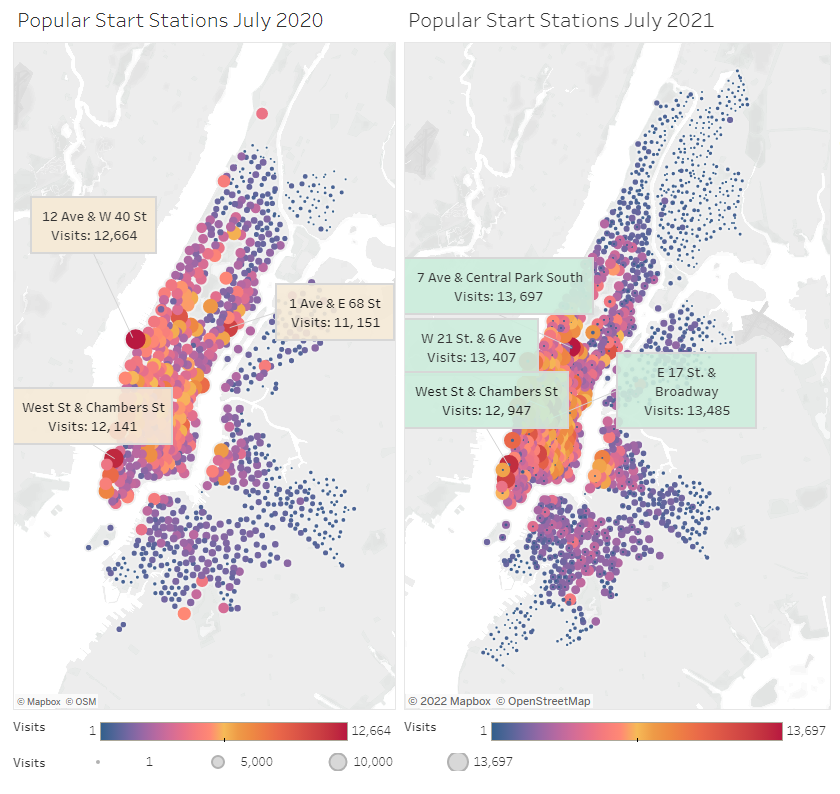 Popular Start Stations July 2020
Popular Start Stations July 2021
12 Ave & W 40 St
Visits: 12,664
1 Ave & E 68 St
Visits: 11, 151
West St & Chambers St
Visits: 12, 141
7 Ave & Central Park South
Visits: 13, 697
W 21 St. & 6 Ave
Visits: 13, 407
West St & Chambers St
Visits: 12, 947
E 17 St. &
Broadway
Visits: 13,485
© Mapbox © OSM
© 2022 Mapbox © OpenStreetMap
Visits 1 12,664
Visits 1 13,697
Visits 1 5,000 10,000 13,697